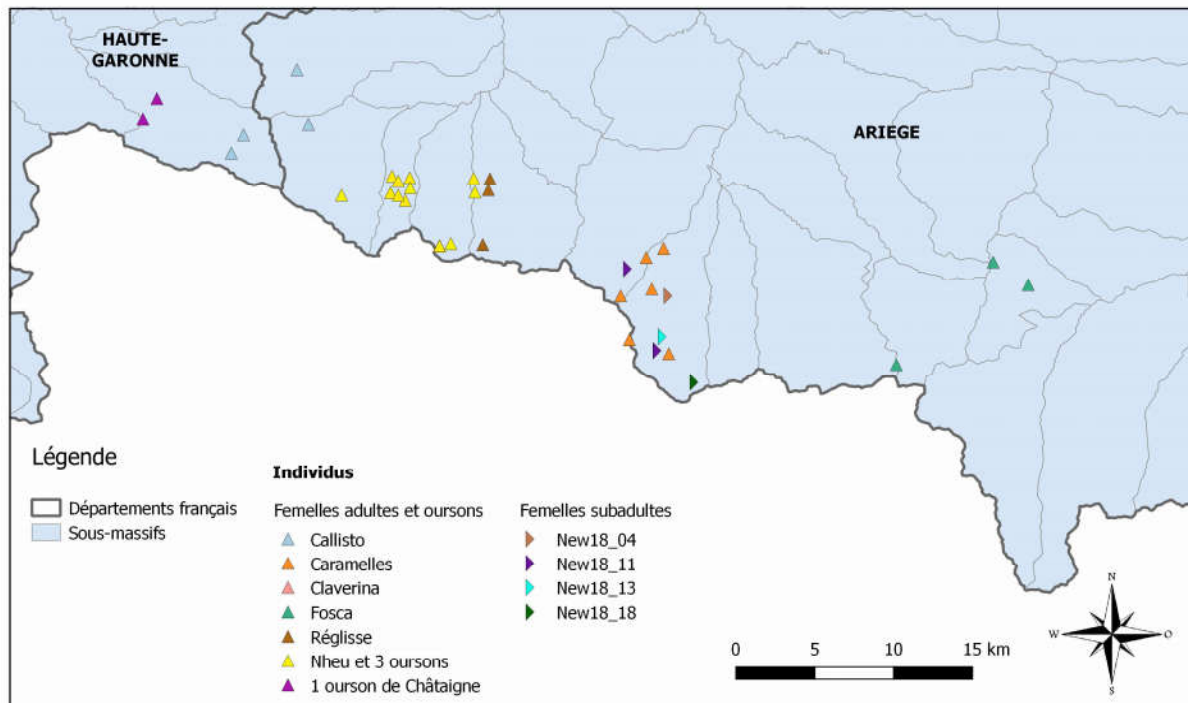 HAUTE-
GARONNE
ARIEGE
Légende
Départements français
Sous-massifs
Individus
Femelles adultes et oursons
Callisto
Caramelles
Claverina
Fosca
Réglisse
Nheu et 3 oursons
1 ourson de Châtaigne
Femelles subadultes
New18_04
New18_11
New18_13
New18_18
0 5 10 15 km
N
W O
S